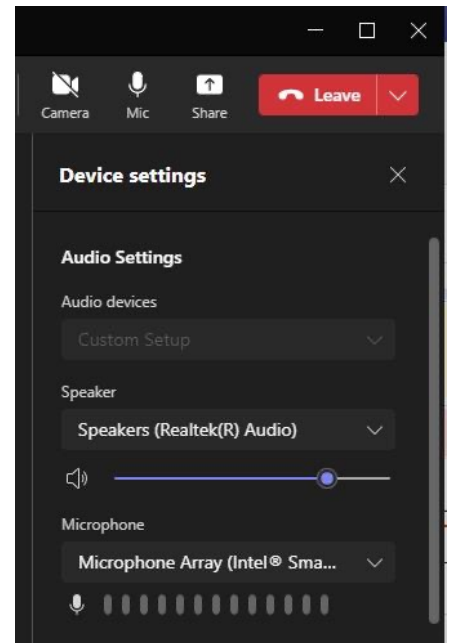 Camera Mic Share Leave
Device settings
Audio Settings
Audio devices
Custom Setup
Speaker
Speakers (Realtek(R) Audio)
Microphone
Microphone Array (Intel® Sma...